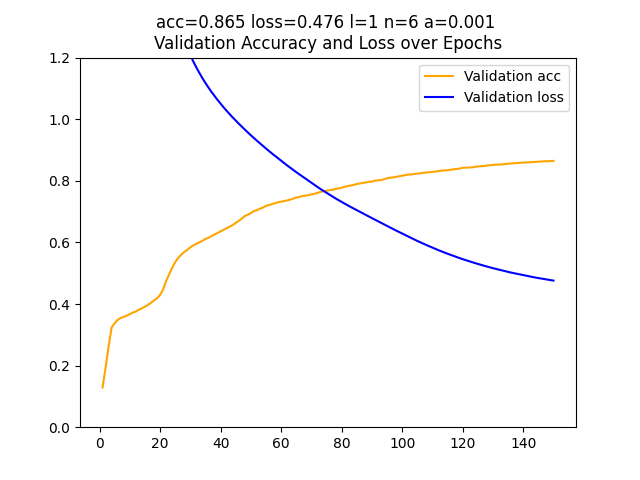 acc=0.865 loss=0.476 l=1 n=6 a=0.001
Validation Accuracy and Loss over Epochs
Validation acc
Validation loss
1.2
1.0
0.8
0.6
0.4
0.2
0.0
0 20 40 60 80 100 120 140